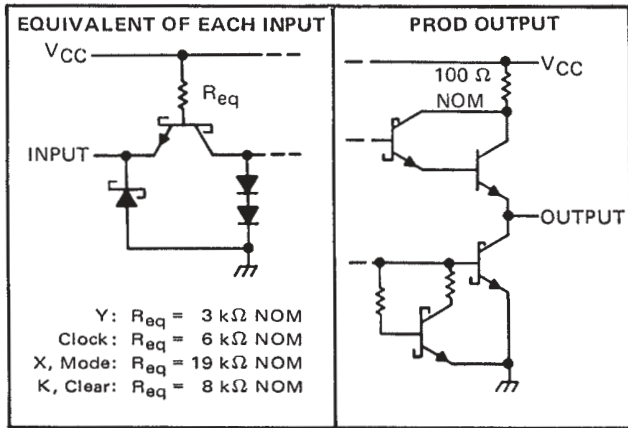 EQUIVALENT OF EACH INPUT
VCC
Req
INPUT
Y: Req = 3 kΩ NOM
Clock: Req = 6 kΩ NOM
X, Mode: Req = 19 kΩ NOM
K, Clear: Req = 8 kΩ NOM
PROD OUTPUT
VCC
100 Ω
NOM
OUTPUT